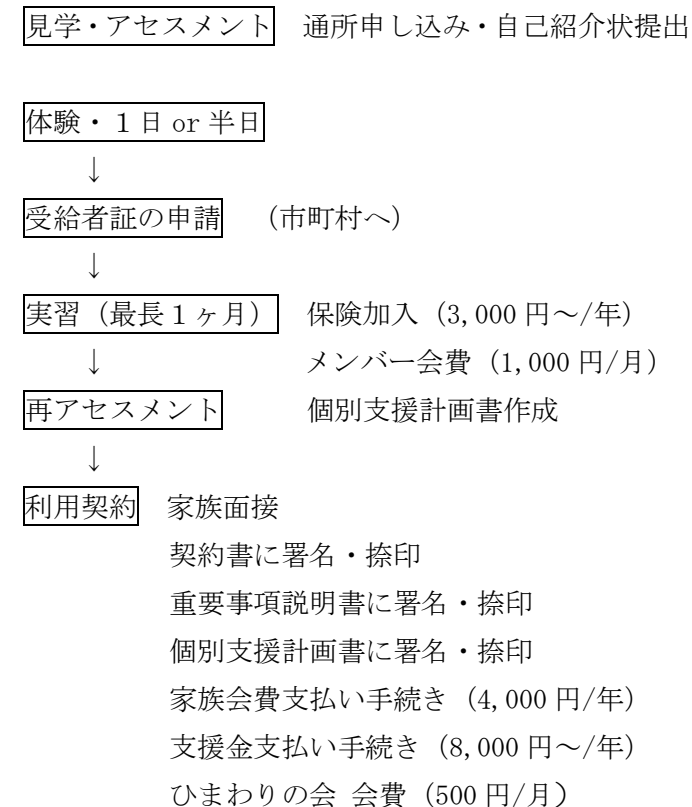 見学・アセスメント 通所申し込み・自己紹介状提出
体験・１日 or 半日
↓
受給者証の申請 （市町村へ）
↓
実習（最長１ヶ月） 保険加入（3,000 円～/年）
↓ メンバー会費（1,000 円/月）
再アセスメント 個別支援計画書作成
↓
利用契約 家族面接
契約書に署名・捺印
重要事項説明書に署名・捺印
個別支援計画書に署名・捺印
家族会費支払い手続き（4,000 円/年）
支援金支払い手続き（8,000 円～/年）
ひまわりの会 会費（500 円/月）